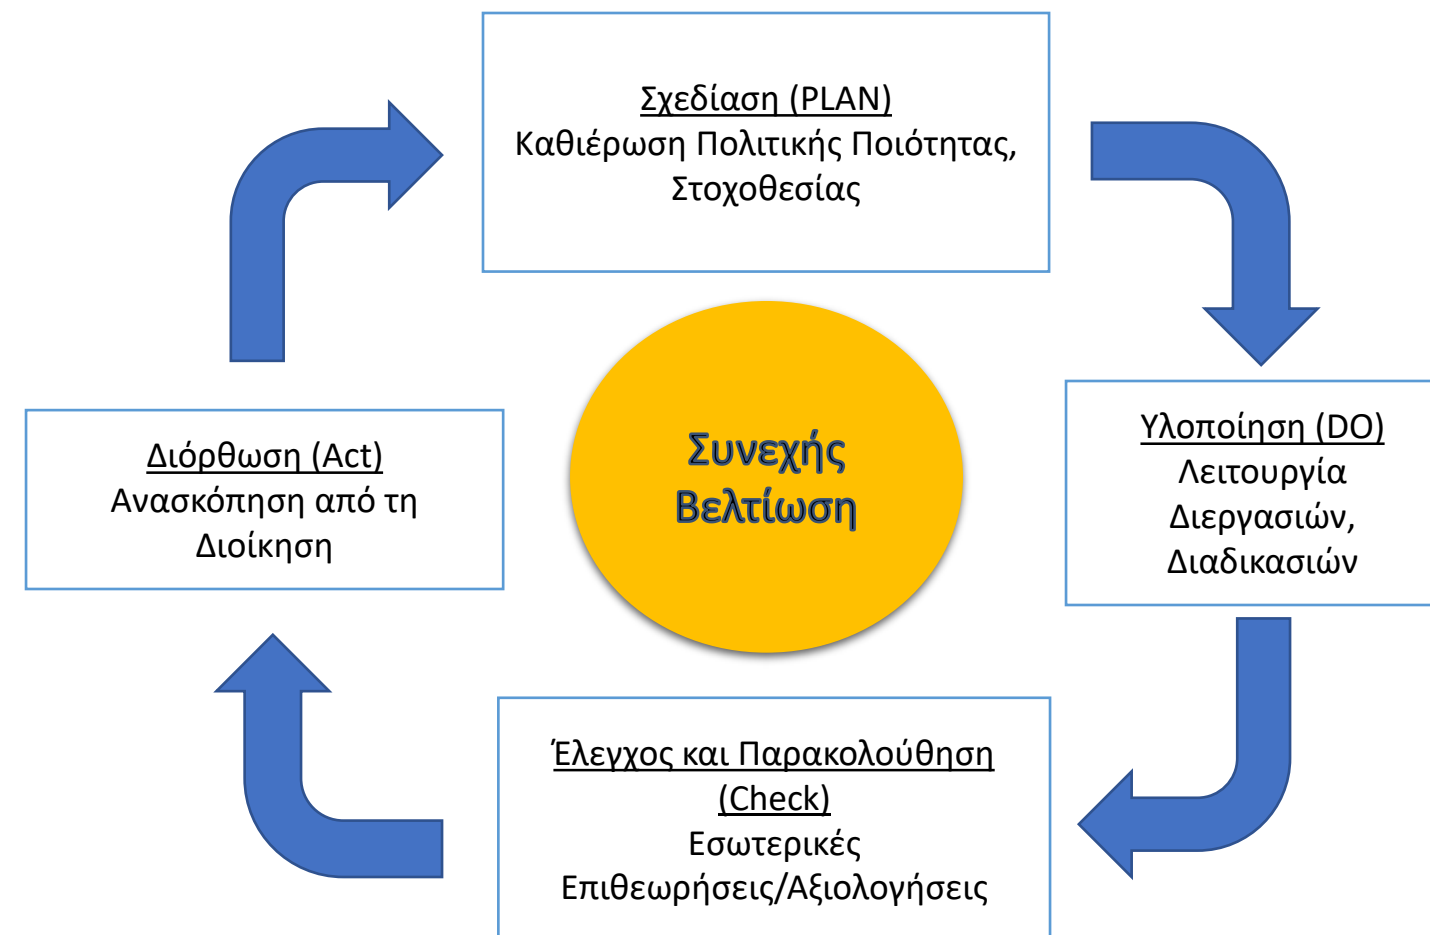 Σχεδίαση (PLAN)
Καθιέρωση Πολιτικής Ποιότητας,
Στοχοθεσίας
Υλοποίηση (DO)
Λειτουργία
Διεργασιών,
Διαδικασιών
Έλεγχος και Παρακολούθηση
(Check)
Εσωτερικές
Επιθεωρήσεις/Αξιολογήσεις
Διόρθωση (Act)
Ανασκόπηση από τη
Διοίκηση
Συνεχής
Βελτίωση